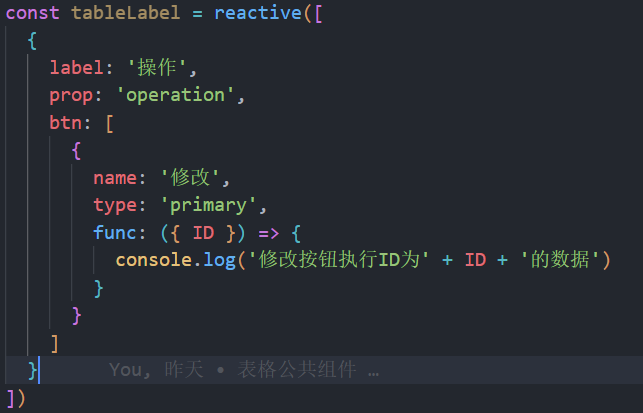 const tableLabel = reactive([
  {
    label: '操作',
    prop: 'operation',
    btn: [
      {
        name: '修改',
        type: 'primary',
        func: ({ ID }) => {
          console.log('修改按钮执行ID为' + ID + '的数据')
        }
      }
    ]
  }      You, 昨天 • 表格公共组件 …
])